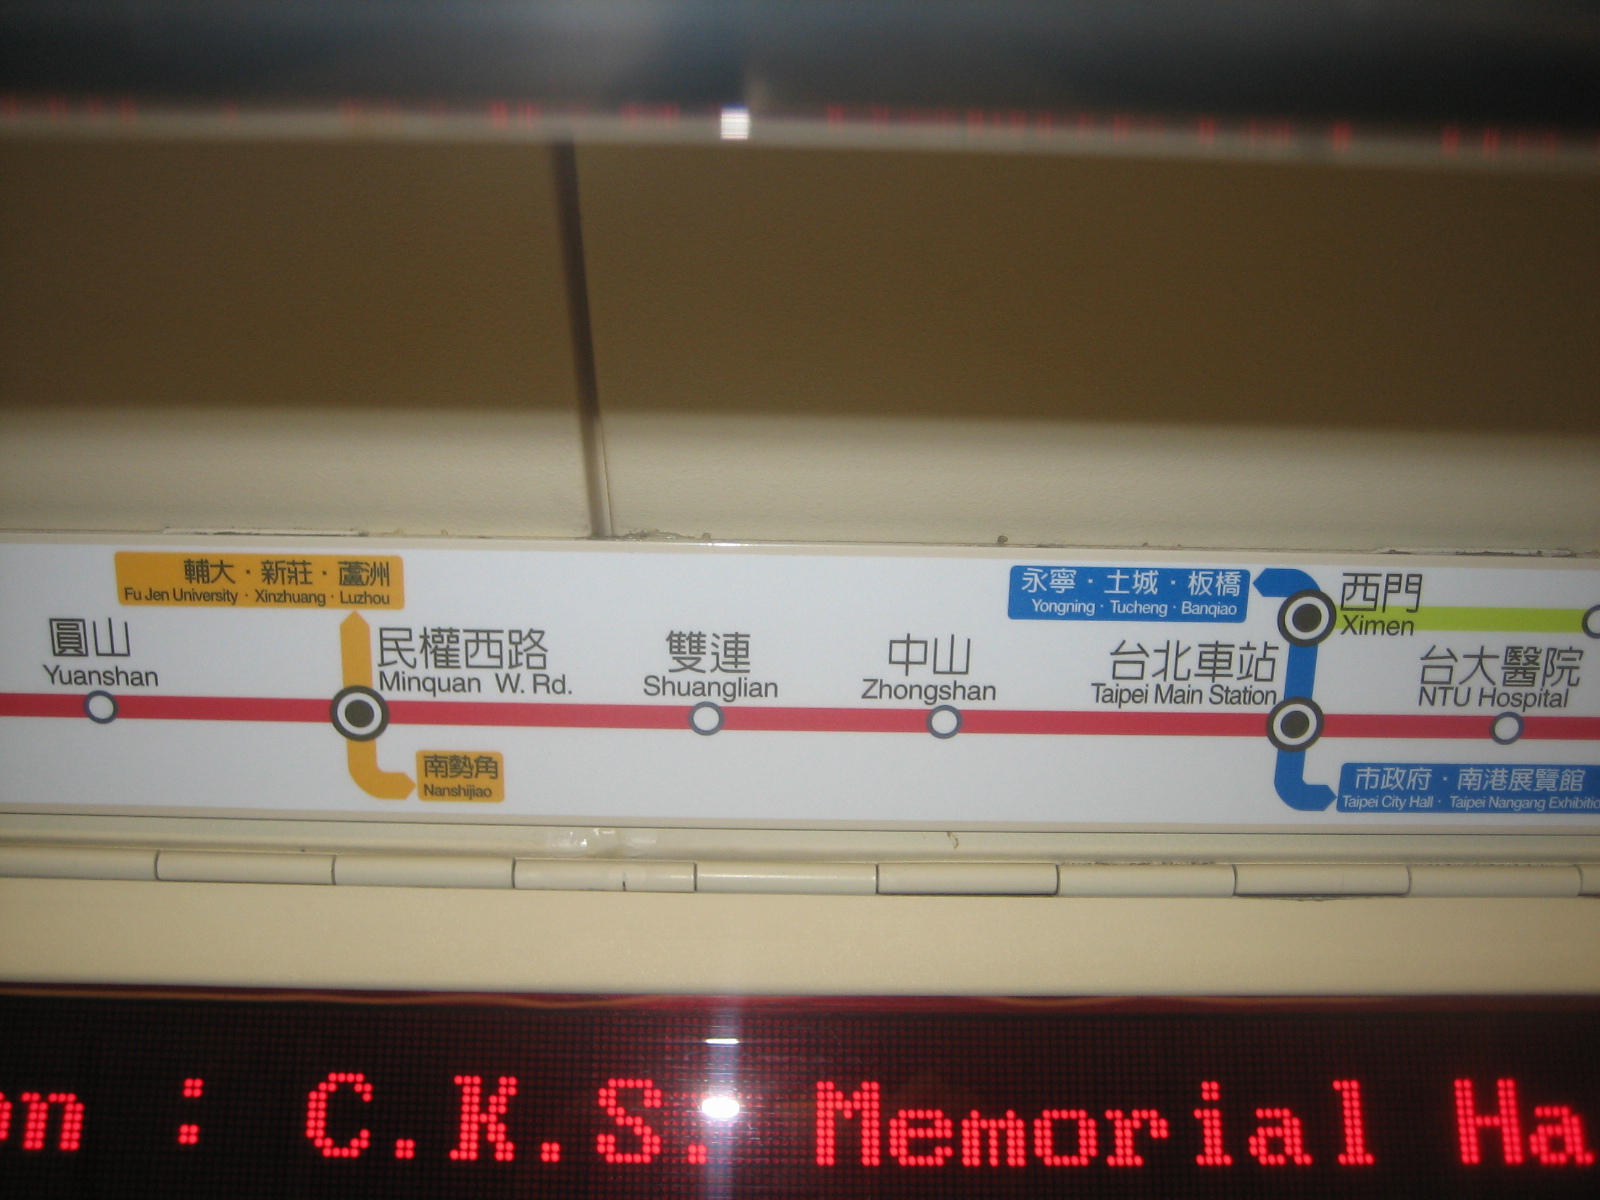 輔大・新莊・蘆洲
Fu Jen University · Xinzhuang · Luzhou
圓山
Yuanshan
民權西路
Minquan W. Rd.
南勢角
Nanshijiao
雙連
Shuanglian
中山
Zhongshan
永寧・土城・板橋
Yongning · Tucheng · Banqiao
西門
Ximen
台北車站
Taipei Main Station
台大醫院
NTU Hospital
市政府・南港展覽館
Taipei City Hall · Taipei Nangang Exhibitio
on : C.K.S. Memorial Ha